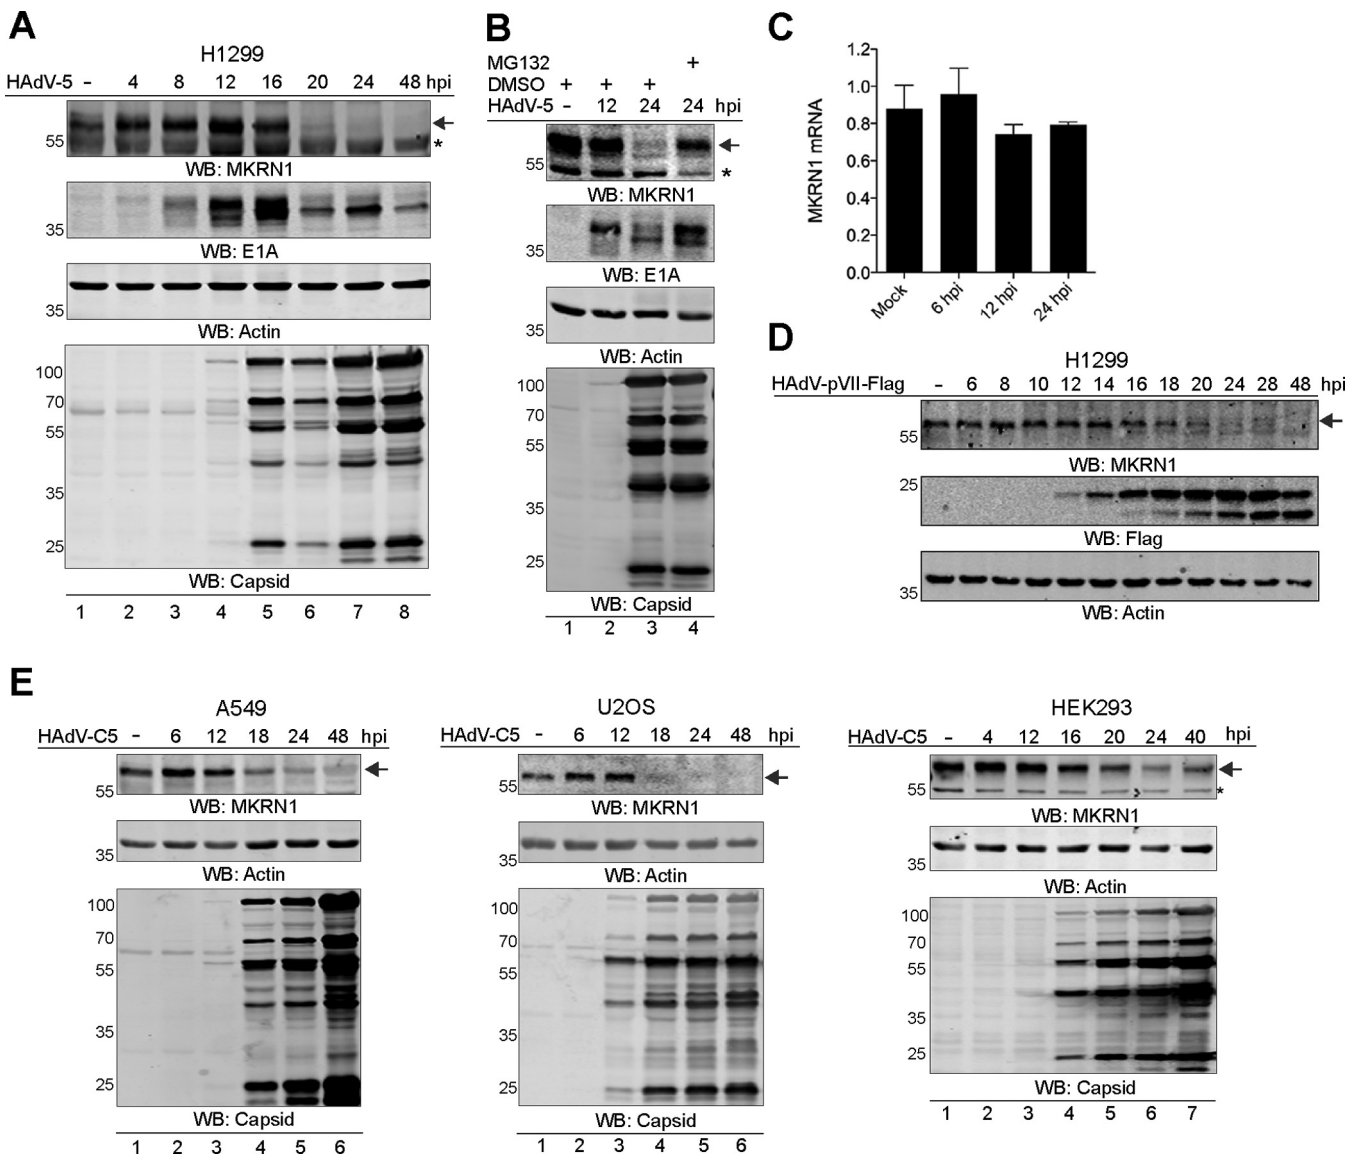 A
H1299
HAdV-5 - 4 8 12 16 20 24 48 hpi
55
*
WB: MKRN1
35
WB: E1A
35
WB: Actin
100
70
55
35
25
WB: Capsid
1 2 3 4 5 6 7 8
B
MG132 +
DMSO + + +
HAdV-5 - 12 24 24 hpi
55
*
WB: MKRN1
35
WB: E1A
35
WB: Actin
100
70
55
35
25
WB: Capsid
1 2 3 4
C
MKRN1 mRNA
1.2
1.0
0.8
0.6
0.4
0.2
0.0
Mock 6 hpi 12 hpi 24 hpi
D
H1299
HAdV-pVII-Flag - 6 8 10 12 14 16 18 20 24 28 48 hpi
55
WB: MKRN1
25
WB: Flag
35
WB: Actin
E
A549
HAdV-C5 - 6 12 18 24 48 hpi
55
WB: MKRN1
35
WB: Actin
100
70
55
35
25
WB: Capsid
1 2 3 4 5 6
U2OS
HAdV-C5 - 6 12 18 24 48 hpi
55
WB: MKRN1
35
WB: Actin
100
70
55
35
25
WB: Capsid
1 2 3 4 5 6
HEK293
HAdV-C5 - 4 12 16 20 24 40 hpi
55
*
WB: MKRN1
35
WB: Actin
100
70
55
35
25
WB: Capsid
1 2 3 4 5 6 7